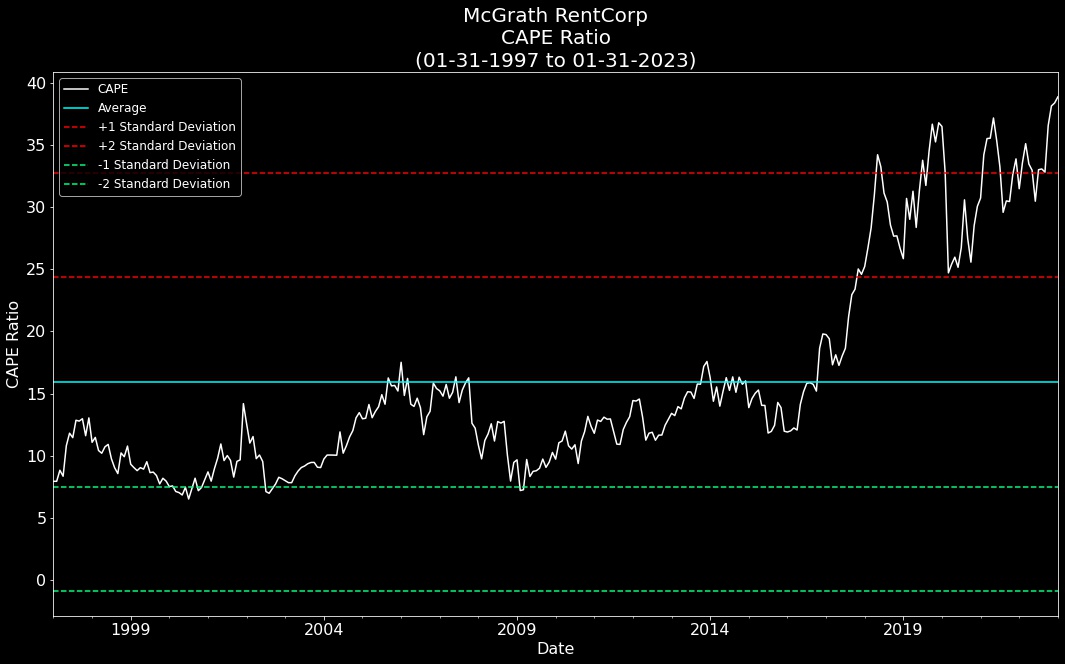 McGrath RentCorp
CAPE Ratio
(01-31-1997 to 01-31-2023)
CAPE
Average
+1 Standard Deviation
+2 Standard Deviation
-1 Standard Deviation
-2 Standard Deviation
40
35
30
25
20
15
10
5
0
CAPE Ratio
1999 2004 2009 2014 2019
Date